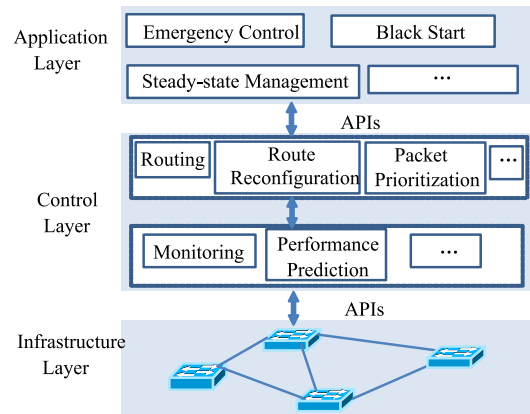 Application
Layer
Emergency Control
Black Start
Steady-state Management
...
APIs
Control
Layer
Routing
Route
Reconfiguration
Packet
Prioritization
...
Monitoring
Performance
Prediction
...
APIs
Infrastructure
Layer